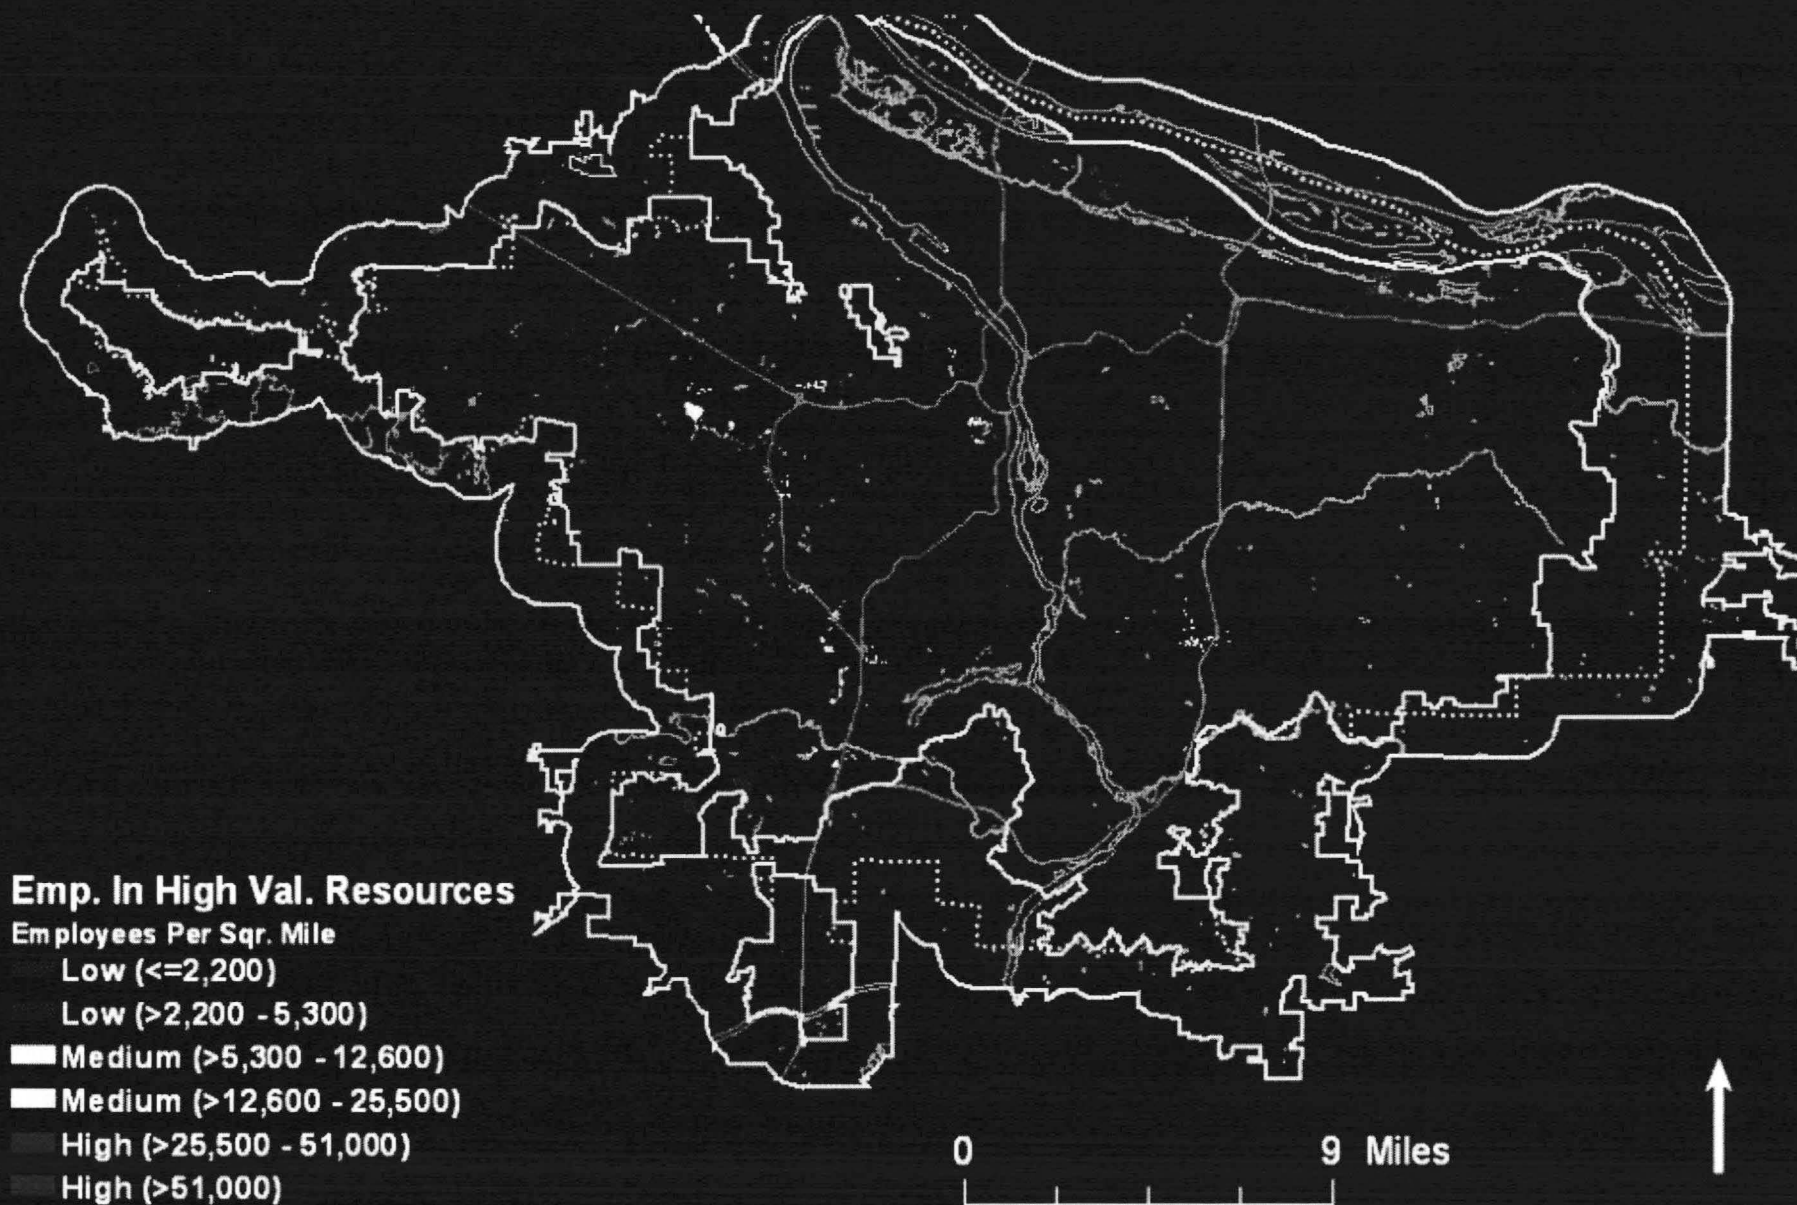 Emp. In High Val. Resources
Employees Per Sqr. Mile
Low (<=2,200)
Low (>2,200 - 5,300)
Medium (>5,300 - 12,600)
Medium (>12,600 - 25,500)
High (>25,500 - 51,000)
High (>51,000)
0 9 Miles